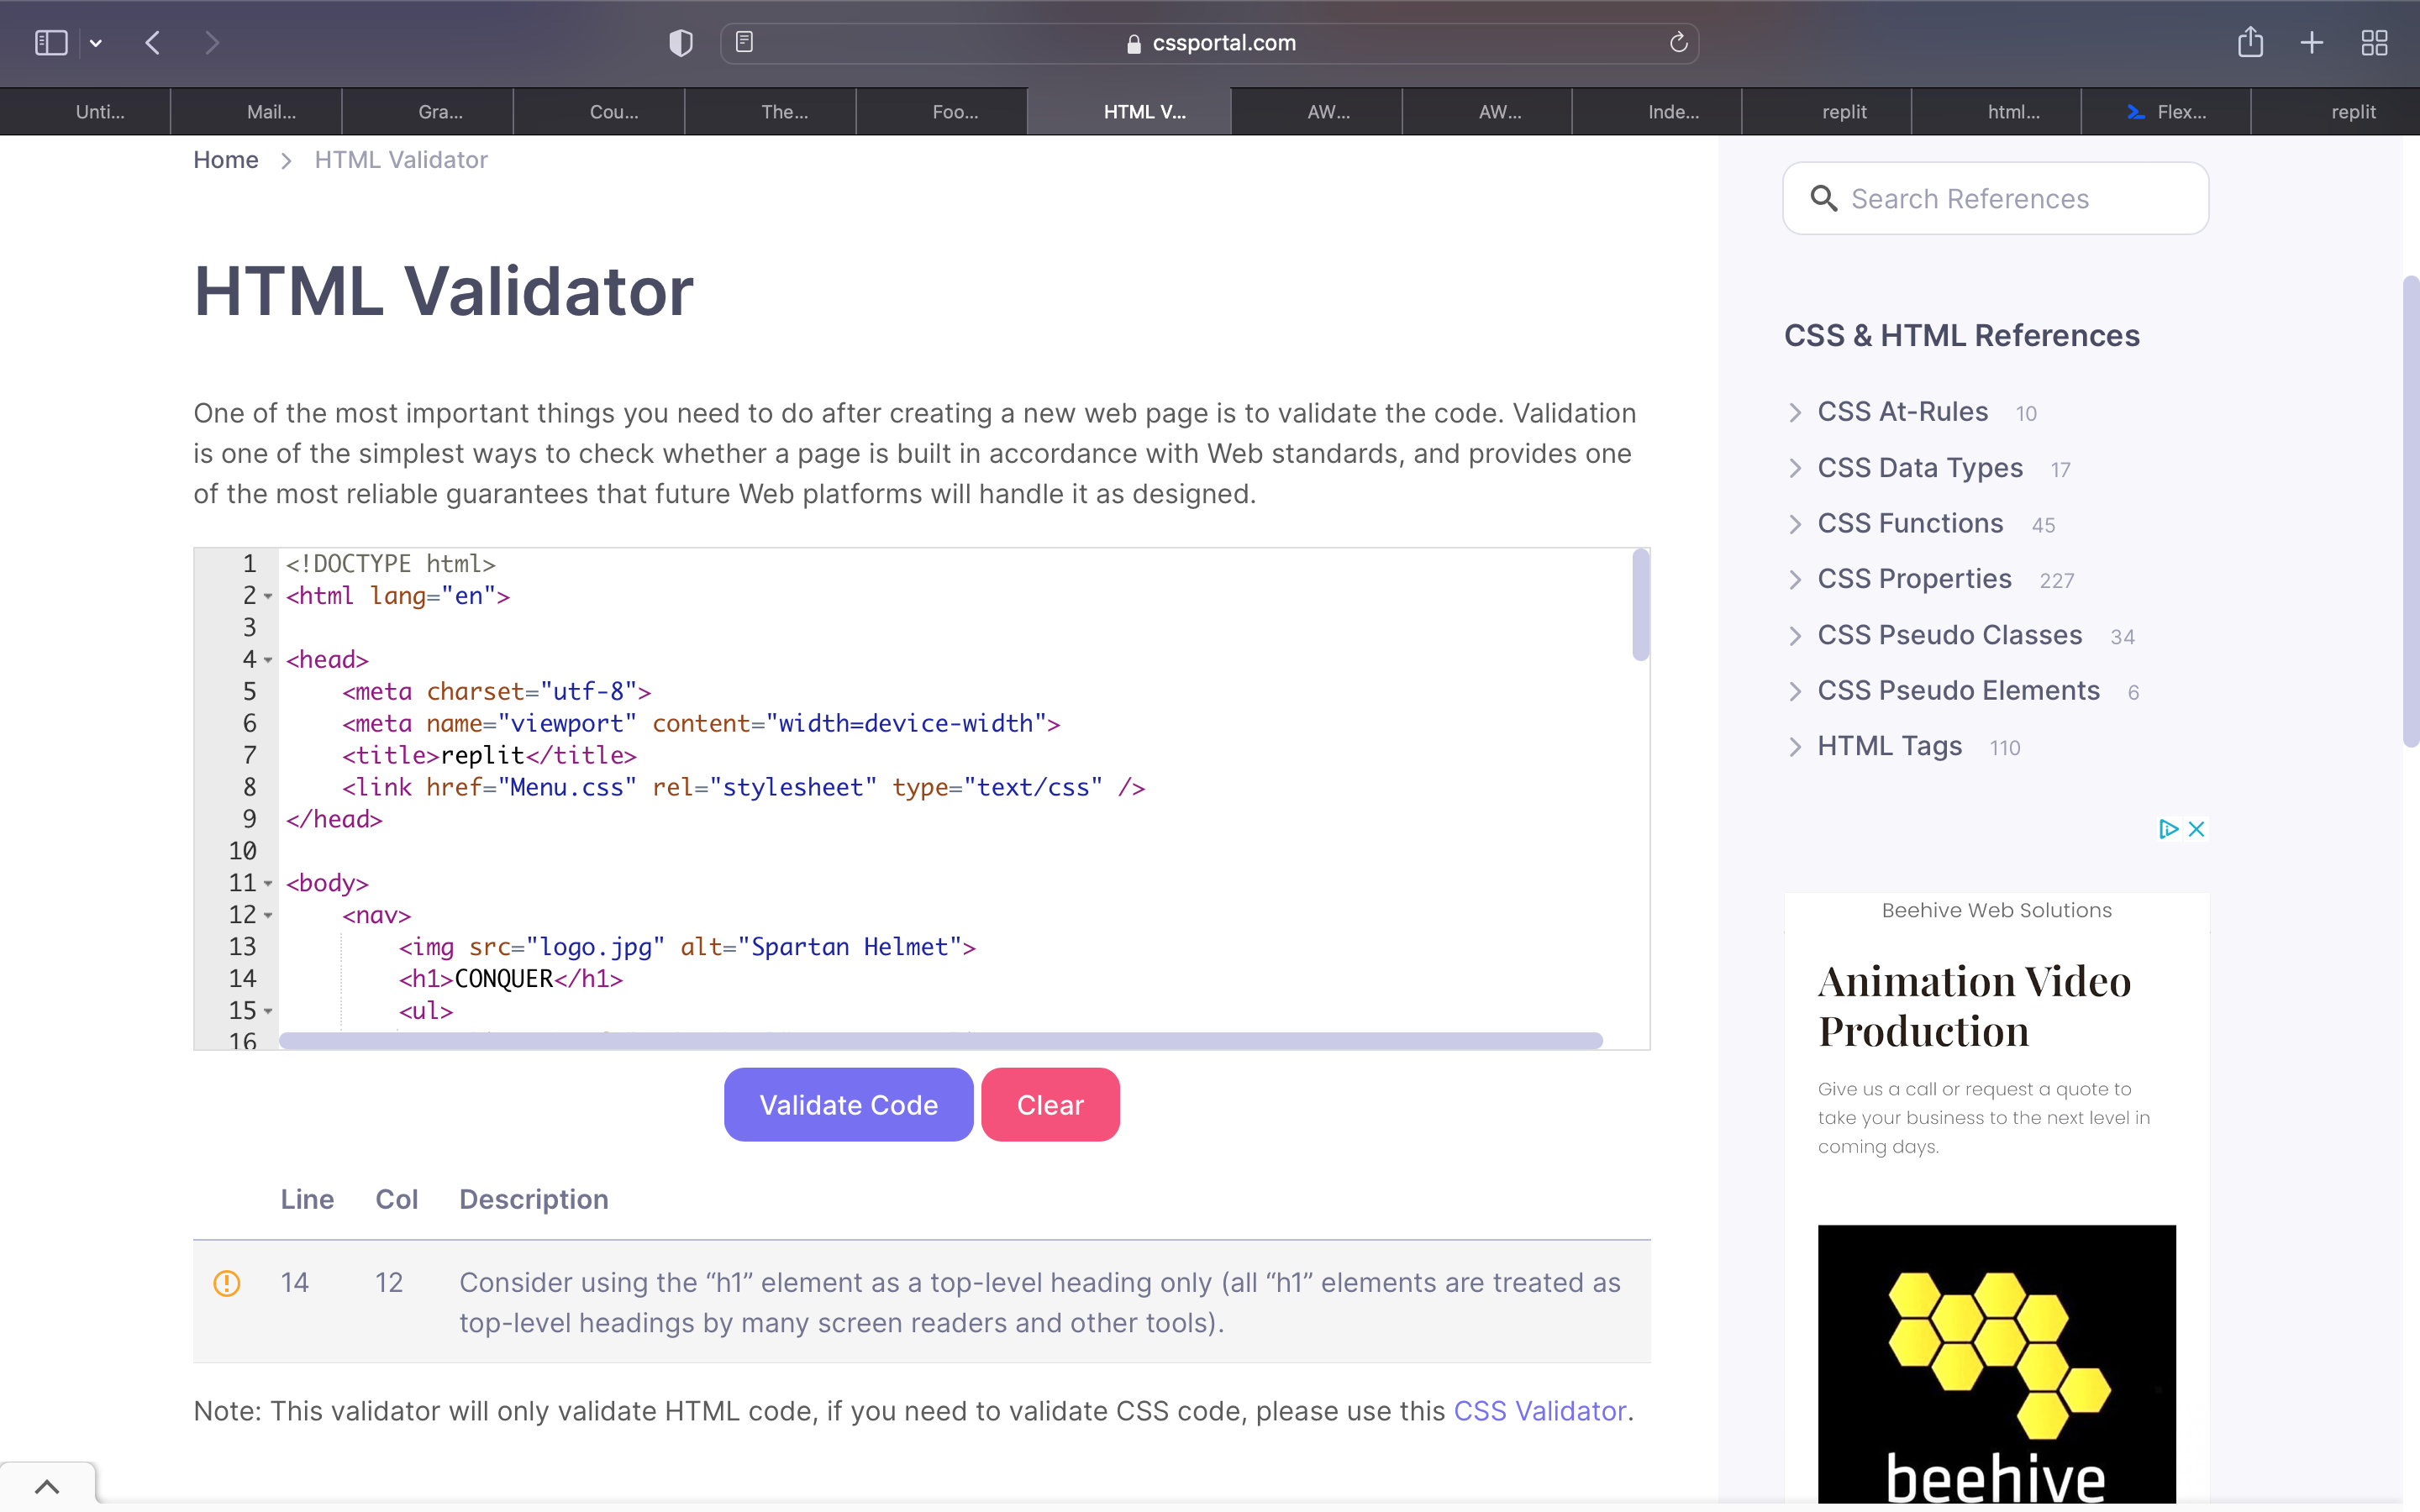 cssportal.com
Unti...
Mail...
Gra...
Cou...
The...
Foo...
HTML V...
AW...
AW...
Inde...
replit
html...
Flex...
replit
Home > HTML Validator
HTML Validator
One of the most important things you need to do after creating a new web page is to validate the code. Validation
is one of the simplest ways to check whether a page is built in accordance with Web standards, and provides one
of the most reliable guarantees that future Web platforms will handle it as designed.
1 <!DOCTYPE html>
2 <html lang="en">
3
4 <head>
5 <meta charset="utf-8">
6 <meta name="viewport" content="width=device-width">
7 <title>replit</title>
8 <link href="Menu.css" rel="stylesheet" type="text/css" />
9 </head>
10
11 <body>
12 <nav>
13 <img src="logo.jpg" alt="Spartan Helmet">
14 <h1>CONQUER</h1>
15 <ul>
16
Validate Code
Clear
Line Col Description
14 12 Consider using the “h1” element as a top-level heading only (all “h1” elements are treated as
top-level headings by many screen readers and other tools).
Note: This validator will only validate HTML code, if you need to validate CSS code, please use this CSS Validator.
Search References
CSS & HTML References
CSS At-Rules 10
CSS Data Types 17
CSS Functions 45
CSS Properties 227
CSS Pseudo Classes 34
CSS Pseudo Elements 6
HTML Tags 110
Beehive Web Solutions
Animation Video
Production
Give us a call or request a quote to
take your business to the next level in
coming days.
beehive